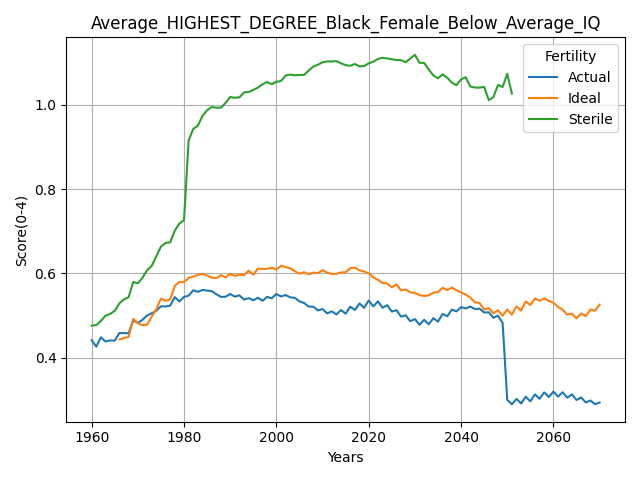 Average_HIGHEST_DEGREE_Black_Female_Below_Average_IQ
Score(0-4)
1.0
0.8
0.6
0.4
1960
1980
2000
2020
2040
2060
Years
Fertility
Actual
Ideal
Sterile